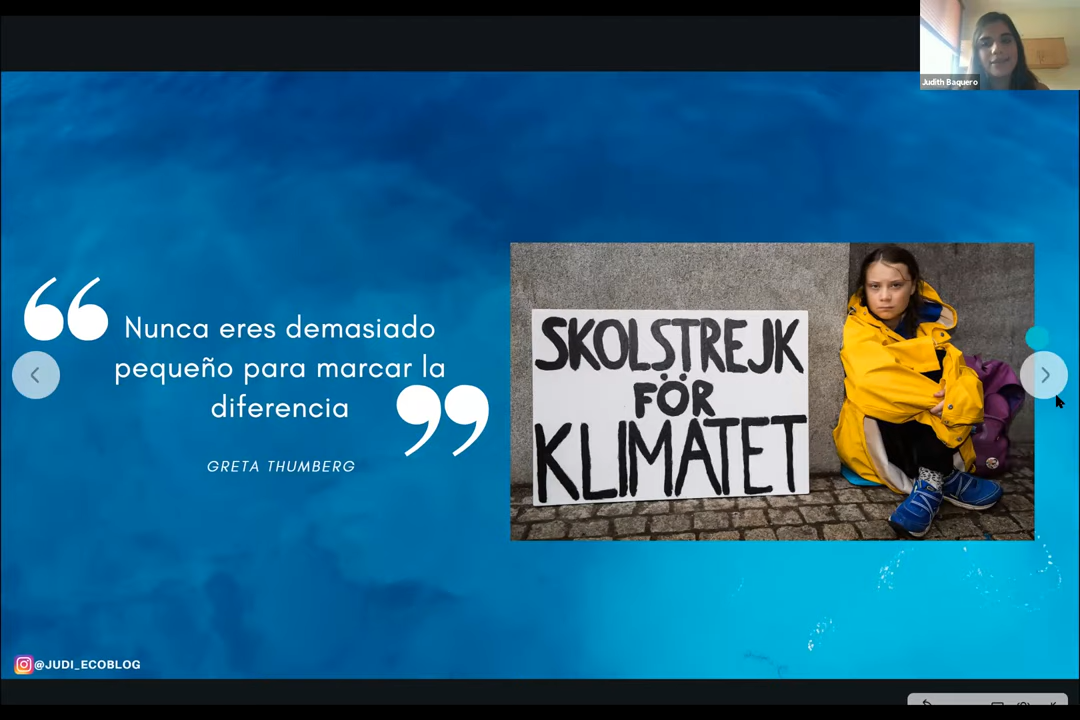 Judith Baquero
“
Nunca eres demasiado
pequeño para marcar la
diferencia
”
GRETA THUMBERG
SKOLSTREJK
FÖR
KLIMATET
@JUDI_ECOBLOG